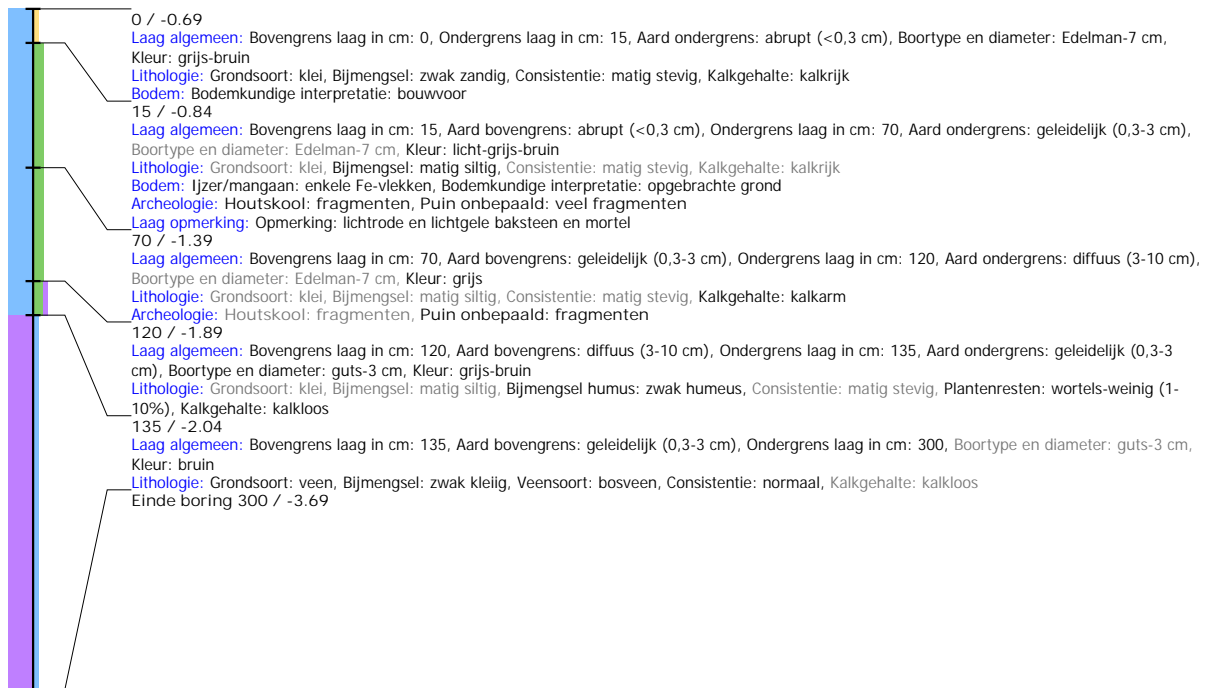 0 / -0.69
Laag algemeen: Bovengrens laag in cm: 0, Ondergrens laag in cm: 15, Aard ondergrens: abrupt (<0,3 cm), Boortype en diameter: Edelman-7 cm,
Kleur: grijs-bruin
Lithologie: Grondsoort: klei, Bijmengsel: zwak zandig, Consistentie: matig stevig, Kalkgehalte: kalkrijk
Bodem: Bodemkundige interpretatie: bouwvoor
15 / -0.84
Laag algemeen: Bovengrens laag in cm: 15, Aard bovengrens: abrupt (<0,3 cm), Ondergrens laag in cm: 70, Aard ondergrens: geleidelijk (0,3-3 cm),
Boortype en diameter: Edelman-7 cm, Kleur: licht-grijs-bruin
Lithologie: Grondsoort: klei, Bijmengsel: matig siltig, Consistentie: matig stevig, Kalkgehalte: kalkrijk
Bodem: Ijzer/mangaan: enkele Fe-vlekken, Bodemkundige interpretatie: opgebrachte grond
Archeologie: Houtskool: fragmenten, Puin onbepaald: veel fragmenten
Laag opmerking: Opmerking: lichtrode en lichtgele baksteen en mortel
70 / -1.39
Laag algemeen: Bovengrens laag in cm: 70, Aard bovengrens: geleidelijk (0,3-3 cm), Ondergrens laag in cm: 120, Aard ondergrens: diffuus (3-10 cm),
Boortype en diameter: Edelman-7 cm, Kleur: grijs
Lithologie: Grondsoort: klei, Bijmengsel: matig siltig, Consistentie: matig stevig, Kalkgehalte: kalkarm
Archeologie: Houtskool: fragmenten, Puin onbepaald: fragmenten
120 / -1.89
Laag algemeen: Bovengrens laag in cm: 120, Aard bovengrens: diffuus (3-10 cm), Ondergrens laag in cm: 135, Aard ondergrens: geleidelijk (0,3-3
cm), Boortype en diameter: guts-3 cm, Kleur: grijs-bruin
Lithologie: Grondsoort: klei, Bijmengsel: matig siltig, Bijmengsel humus: zwak humeus, Consistentie: matig stevig, Plantenresten: wortels-weinig (1-
10%), Kalkgehalte: kalkloos
135 / -2.04
Laag algemeen: Bovengrens laag in cm: 135, Aard bovengrens: geleidelijk (0,3-3 cm), Ondergrens laag in cm: 300, Boortype en diameter: guts-3 cm,
Kleur: bruin
Lithologie: Grondsoort: veen, Bijmengsel: zwak kleiig, Veensoort: bosveen, Consistentie: normaal, Kalkgehalte: kalkloos
Einde boring 300 / -3.69